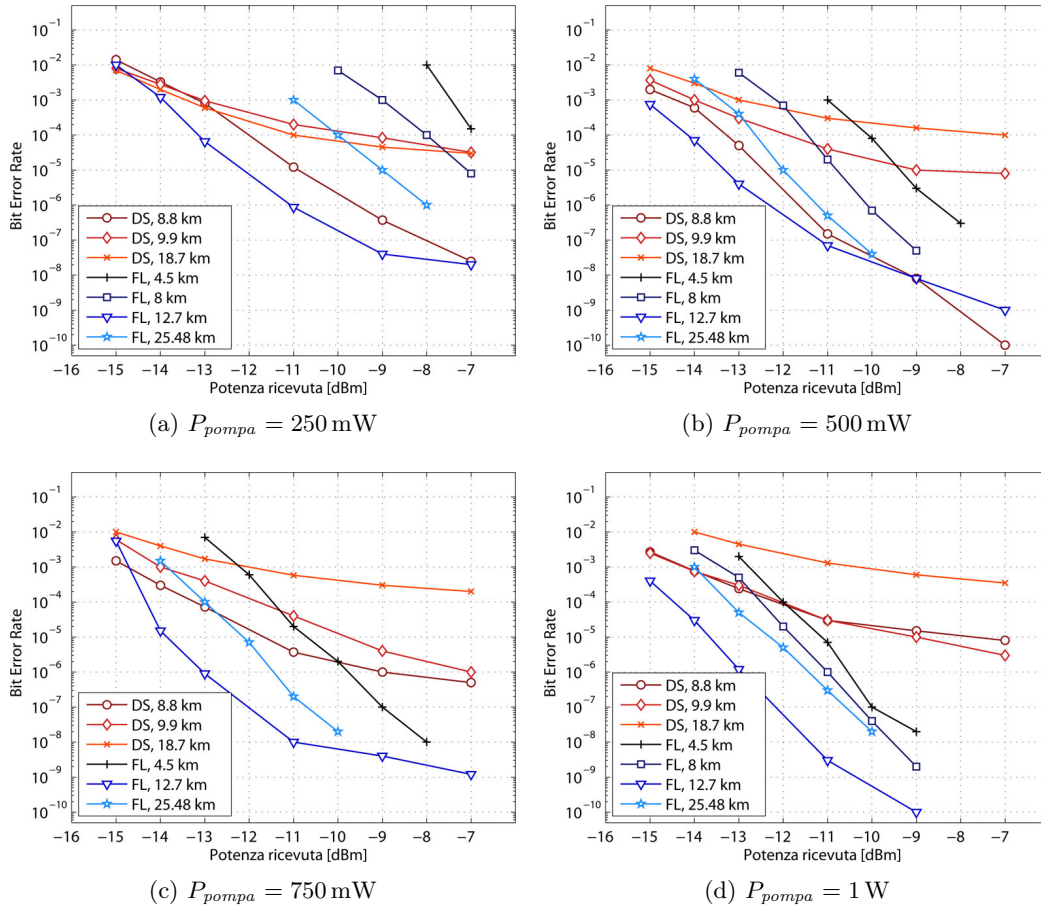 10^-1
10^-2
10^-3
10^-4
10^-5
10^-6
10^-7
10^-8
10^-9
10^-10
Bit Error Rate
DS, 8.8 km
DS, 9.9 km
DS, 18.7 km
FL, 4.5 km
FL, 8 km
FL, 12.7 km
FL, 25.48 km
−16 −15 −14 −13 −12 −11 −10 −9 −8 −7
Potenza ricevuta [dBm]
(a) P_pompa = 250 mW
10^-1
10^-2
10^-3
10^-4
10^-5
10^-6
10^-7
10^-8
10^-9
10^-10
Bit Error Rate
DS, 8.8 km
DS, 9.9 km
DS, 18.7 km
FL, 4.5 km
FL, 8 km
FL, 12.7 km
FL, 25.48 km
−16 −15 −14 −13 −12 −11 −10 −9 −8 −7
Potenza ricevuta [dBm]
(b) P_pompa = 500 mW
10^-1
10^-2
10^-3
10^-4
10^-5
10^-6
10^-7
10^-8
10^-9
10^-10
Bit Error Rate
DS, 8.8 km
DS, 9.9 km
DS, 18.7 km
FL, 4.5 km
FL, 12.7 km
FL, 25.48 km
−16 −15 −14 −13 −12 −11 −10 −9 −8 −7
Potenza ricevuta [dBm]
(c) P_pompa = 750 mW
10^-1
10^-2
10^-3
10^-4
10^-5
10^-6
10^-7
10^-8
10^-9
10^-10
Bit Error Rate
DS, 8.8 km
DS, 9.9 km
DS, 18.7 km
FL, 4.5 km
FL, 8 km
FL, 12.7 km
FL, 25.48 km
−16 −15 −14 −13 −12 −11 −10 −9 −8 −7
Potenza ricevuta [dBm]
(d) P_pompa = 1 W